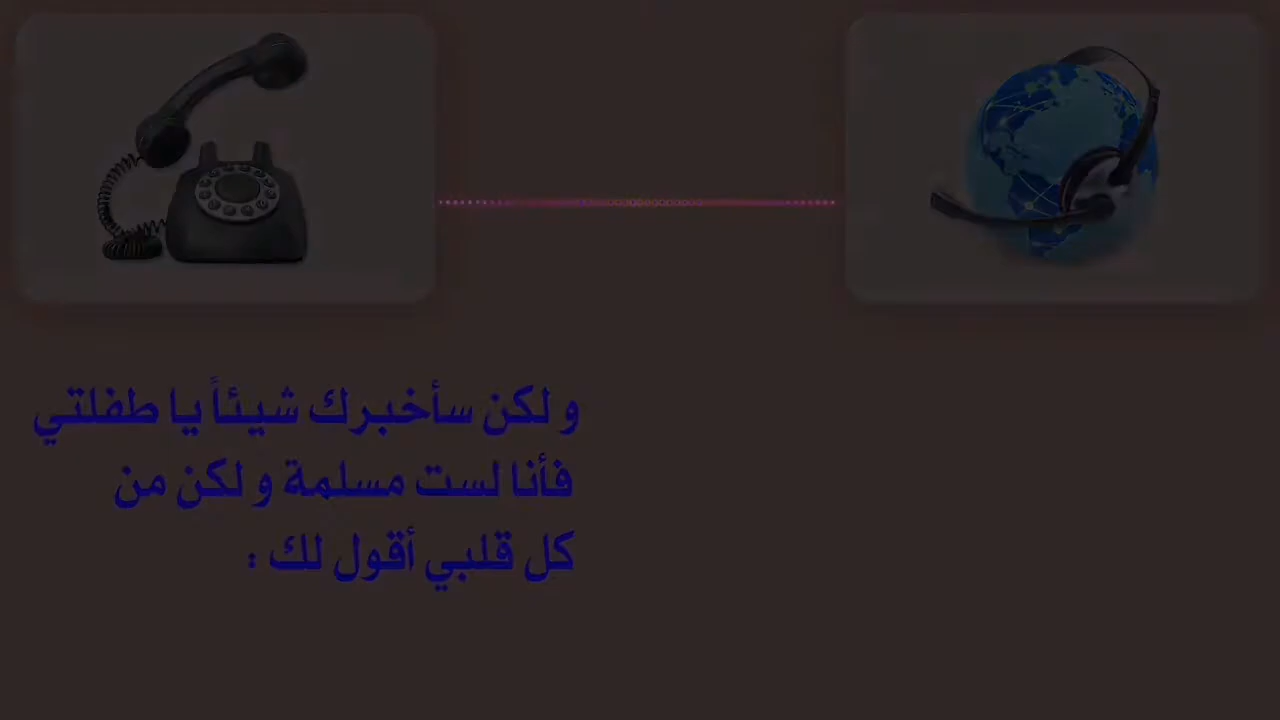 و لكن سأخبرك شيئاً يا طفلتي
فأنا لست مسلمة و لكن من
كل قلبي أقول لك :